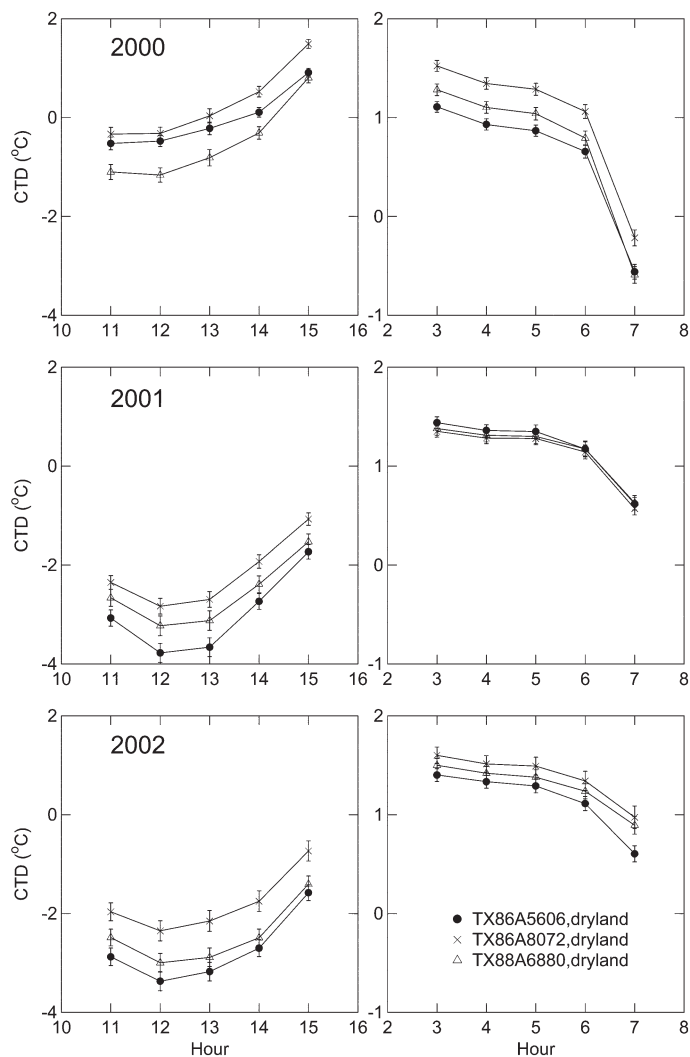 2000
CTD (°C)
2
0
-2
-4
10 11 12 13 14 15 16
2
1
0
-1
2 3 4 5 6 7 8
2001
CTD (°C)
2
0
-2
-4
10 11 12 13 14 15 16
2
1
0
-1
2 3 4 5 6 7 8
2002
CTD (°C)
2
0
-2
-4
10 11 12 13 14 15 16
Hour
2
1
0
-1
TX86A5606,dryland
TX86A8072,dryland
TX88A6880,dryland
2 3 4 5 6 7 8
Hour